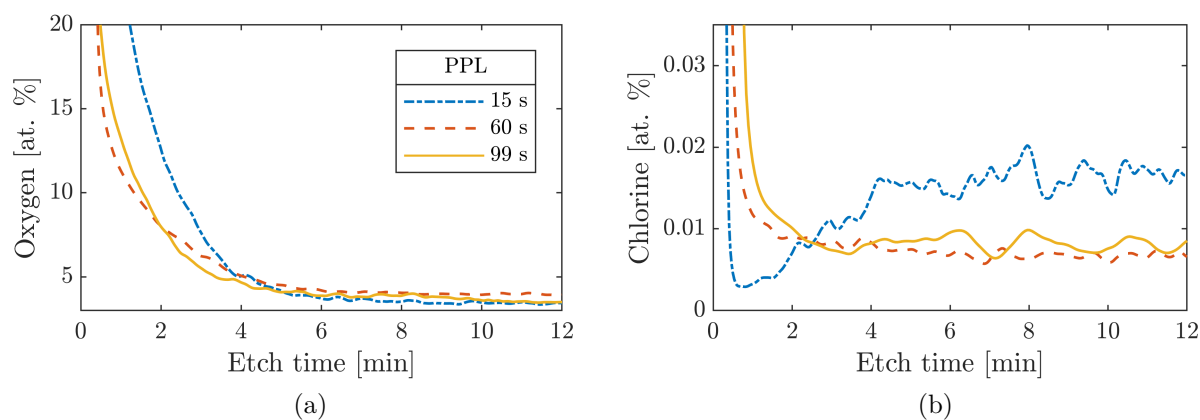 20
15
10
5
0 2 4 6 8 10 12
Oxygen [at. %]
Etch time [min]
PPL
15 s
60 s
99 s
(a)
0.03
0.02
0.01
0
0 2 4 6 8 10 12
Chlorine [at. %]
Etch time [min]
(b)